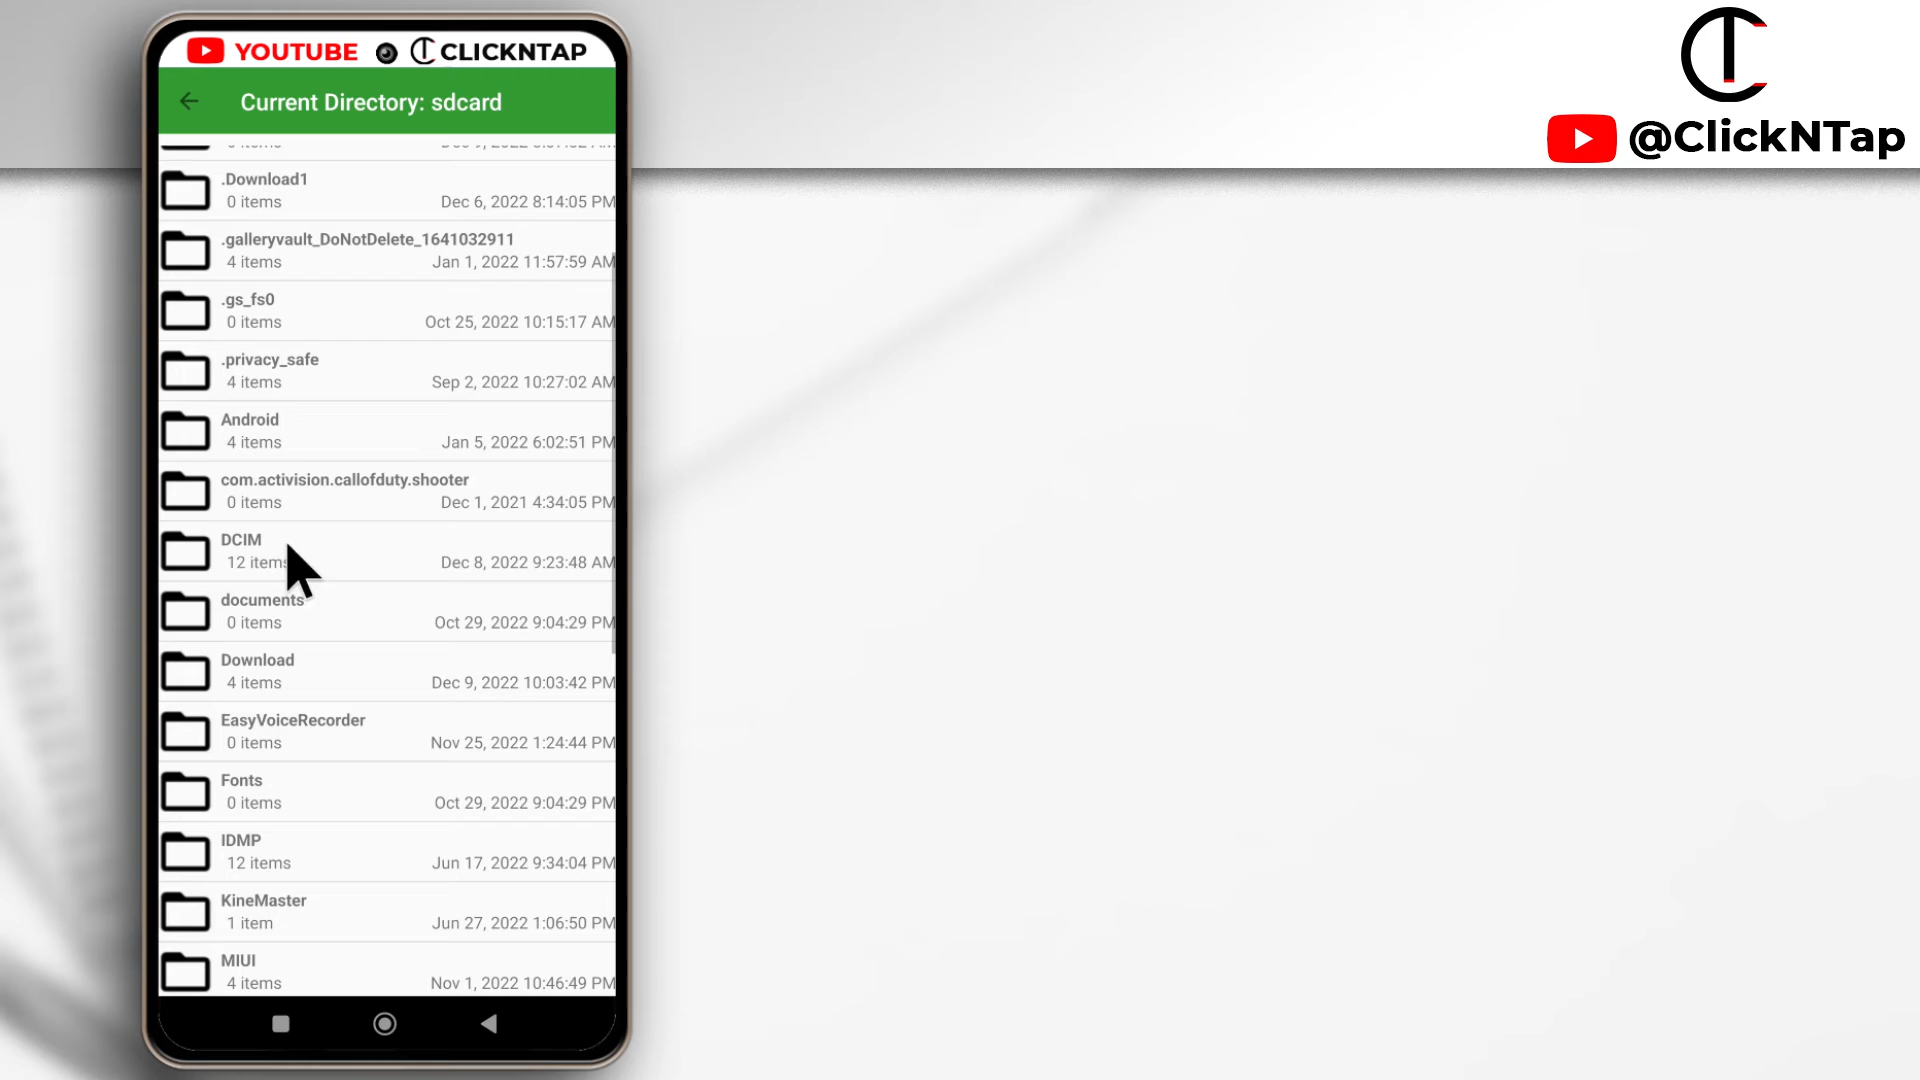 YOUTUBE CLICKNTAP
@ClickNTap
Current Directory: sdcard
.Download1
0 items Dec 6, 2022 8:14:05 PM
.galleryvault_DoNotDelete_1641032911
4 items Jan 1, 2022 11:57:59 AM
.gs_fs0
0 items Oct 25, 2022 10:15:17 AM
.privacy_safe
4 items Sep 2, 2022 10:27:02 AM
Android
4 items Jan 5, 2022 6:02:51 PM
com.activision.callofduty.shooter
0 items Dec 1, 2021 4:34:05 PM
DCIM
12 items Dec 8, 2022 9:23:48 AM
documents
0 items Oct 29, 2022 9:04:29 PM
Download
4 items Dec 9, 2022 10:03:42 PM
EasyVoiceRecorder
0 items Nov 25, 2022 1:24:44 PM
Fonts
0 items Oct 29, 2022 9:04:29 PM
IDMP
12 items Jun 17, 2022 9:34:04 PM
KineMaster
1 item Jun 27, 2022 1:06:50 PM
MIUI
4 items Nov 1, 2022 10:46:49 PM